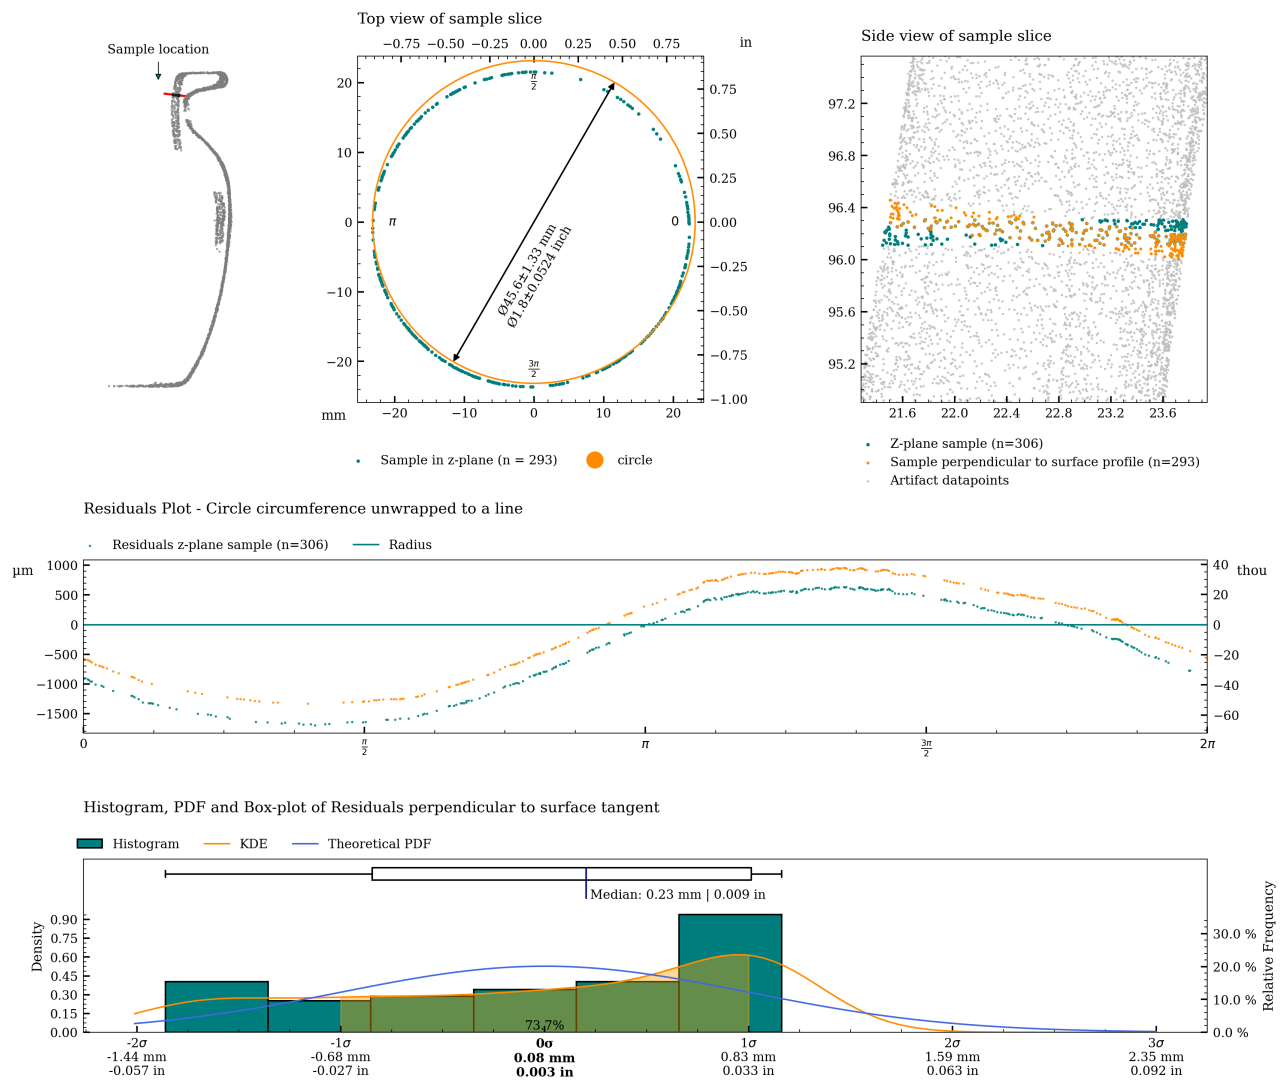 Sample location
Top view of sample slice
−0.75 −0.50 −0.25 0.00 0.25 0.50 0.75 in
20
10
0
−10
−20
mm
−20 −10 0 10 20
0.75
0.50
0.25
0.00
−0.25
−0.50
−0.75
−1.00
π/2
π
0
3π/2
Ø45.6±1.33 mm
Ø1.8±0.0524 inch
Sample in z-plane (n = 293) circle
Side view of sample slice
97.2
96.8
96.4
96.0
95.6
95.2
21.6 22.0 22.4 22.8 23.2 23.6
Z-plane sample (n=306)
Sample perpendicular to surface profile (n=293)
Artifact datapoints
Residuals Plot - Circle circumference unwrapped to a line
Residuals z-plane sample (n=306) Radius
µm
1000
500
0
−500
−1000
−1500
thou
40
20
0
−20
−40
−60
0 π/2 π 3π/2 2π
Histogram, PDF and Box-plot of Residuals perpendicular to surface tangent
Histogram KDE Theoretical PDF
Median: 0.23 mm | 0.009 in
Density
0.90
0.75
0.60
0.45
0.30
0.15
0.00
Relative Frequency
30.0 %
20.0 %
10.0 %
0.0 %
73.7%
-2σ -1σ 0σ 1σ 2σ 3σ
-1.44 mm -0.68 mm 0.08 mm 0.83 mm 1.59 mm 2.35 mm
-0.057 in -0.027 in 0.003 in 0.033 in 0.063 in 0.092 in